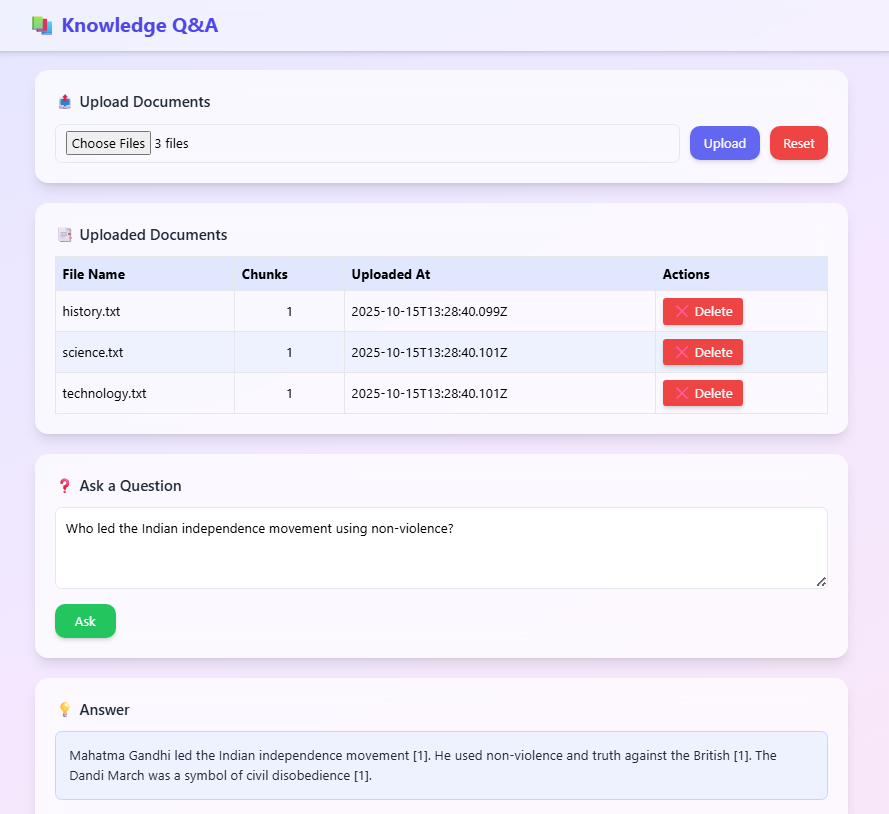 Knowledge Q&A
Upload Documents
Choose Files 3 files
Upload
Reset
Uploaded Documents
File Name Chunks Uploaded At Actions
history.txt 1 2025-10-15T13:28:40.099Z Delete
science.txt 1 2025-10-15T13:28:40.101Z Delete
technology.txt 1 2025-10-15T13:28:40.101Z Delete
Ask a Question
Who led the Indian independence movement using non-violence?
Ask
Answer
Mahatma Gandhi led the Indian independence movement [1]. He used non-violence and truth against the British [1]. The
Dandi March was a symbol of civil disobedience [1].